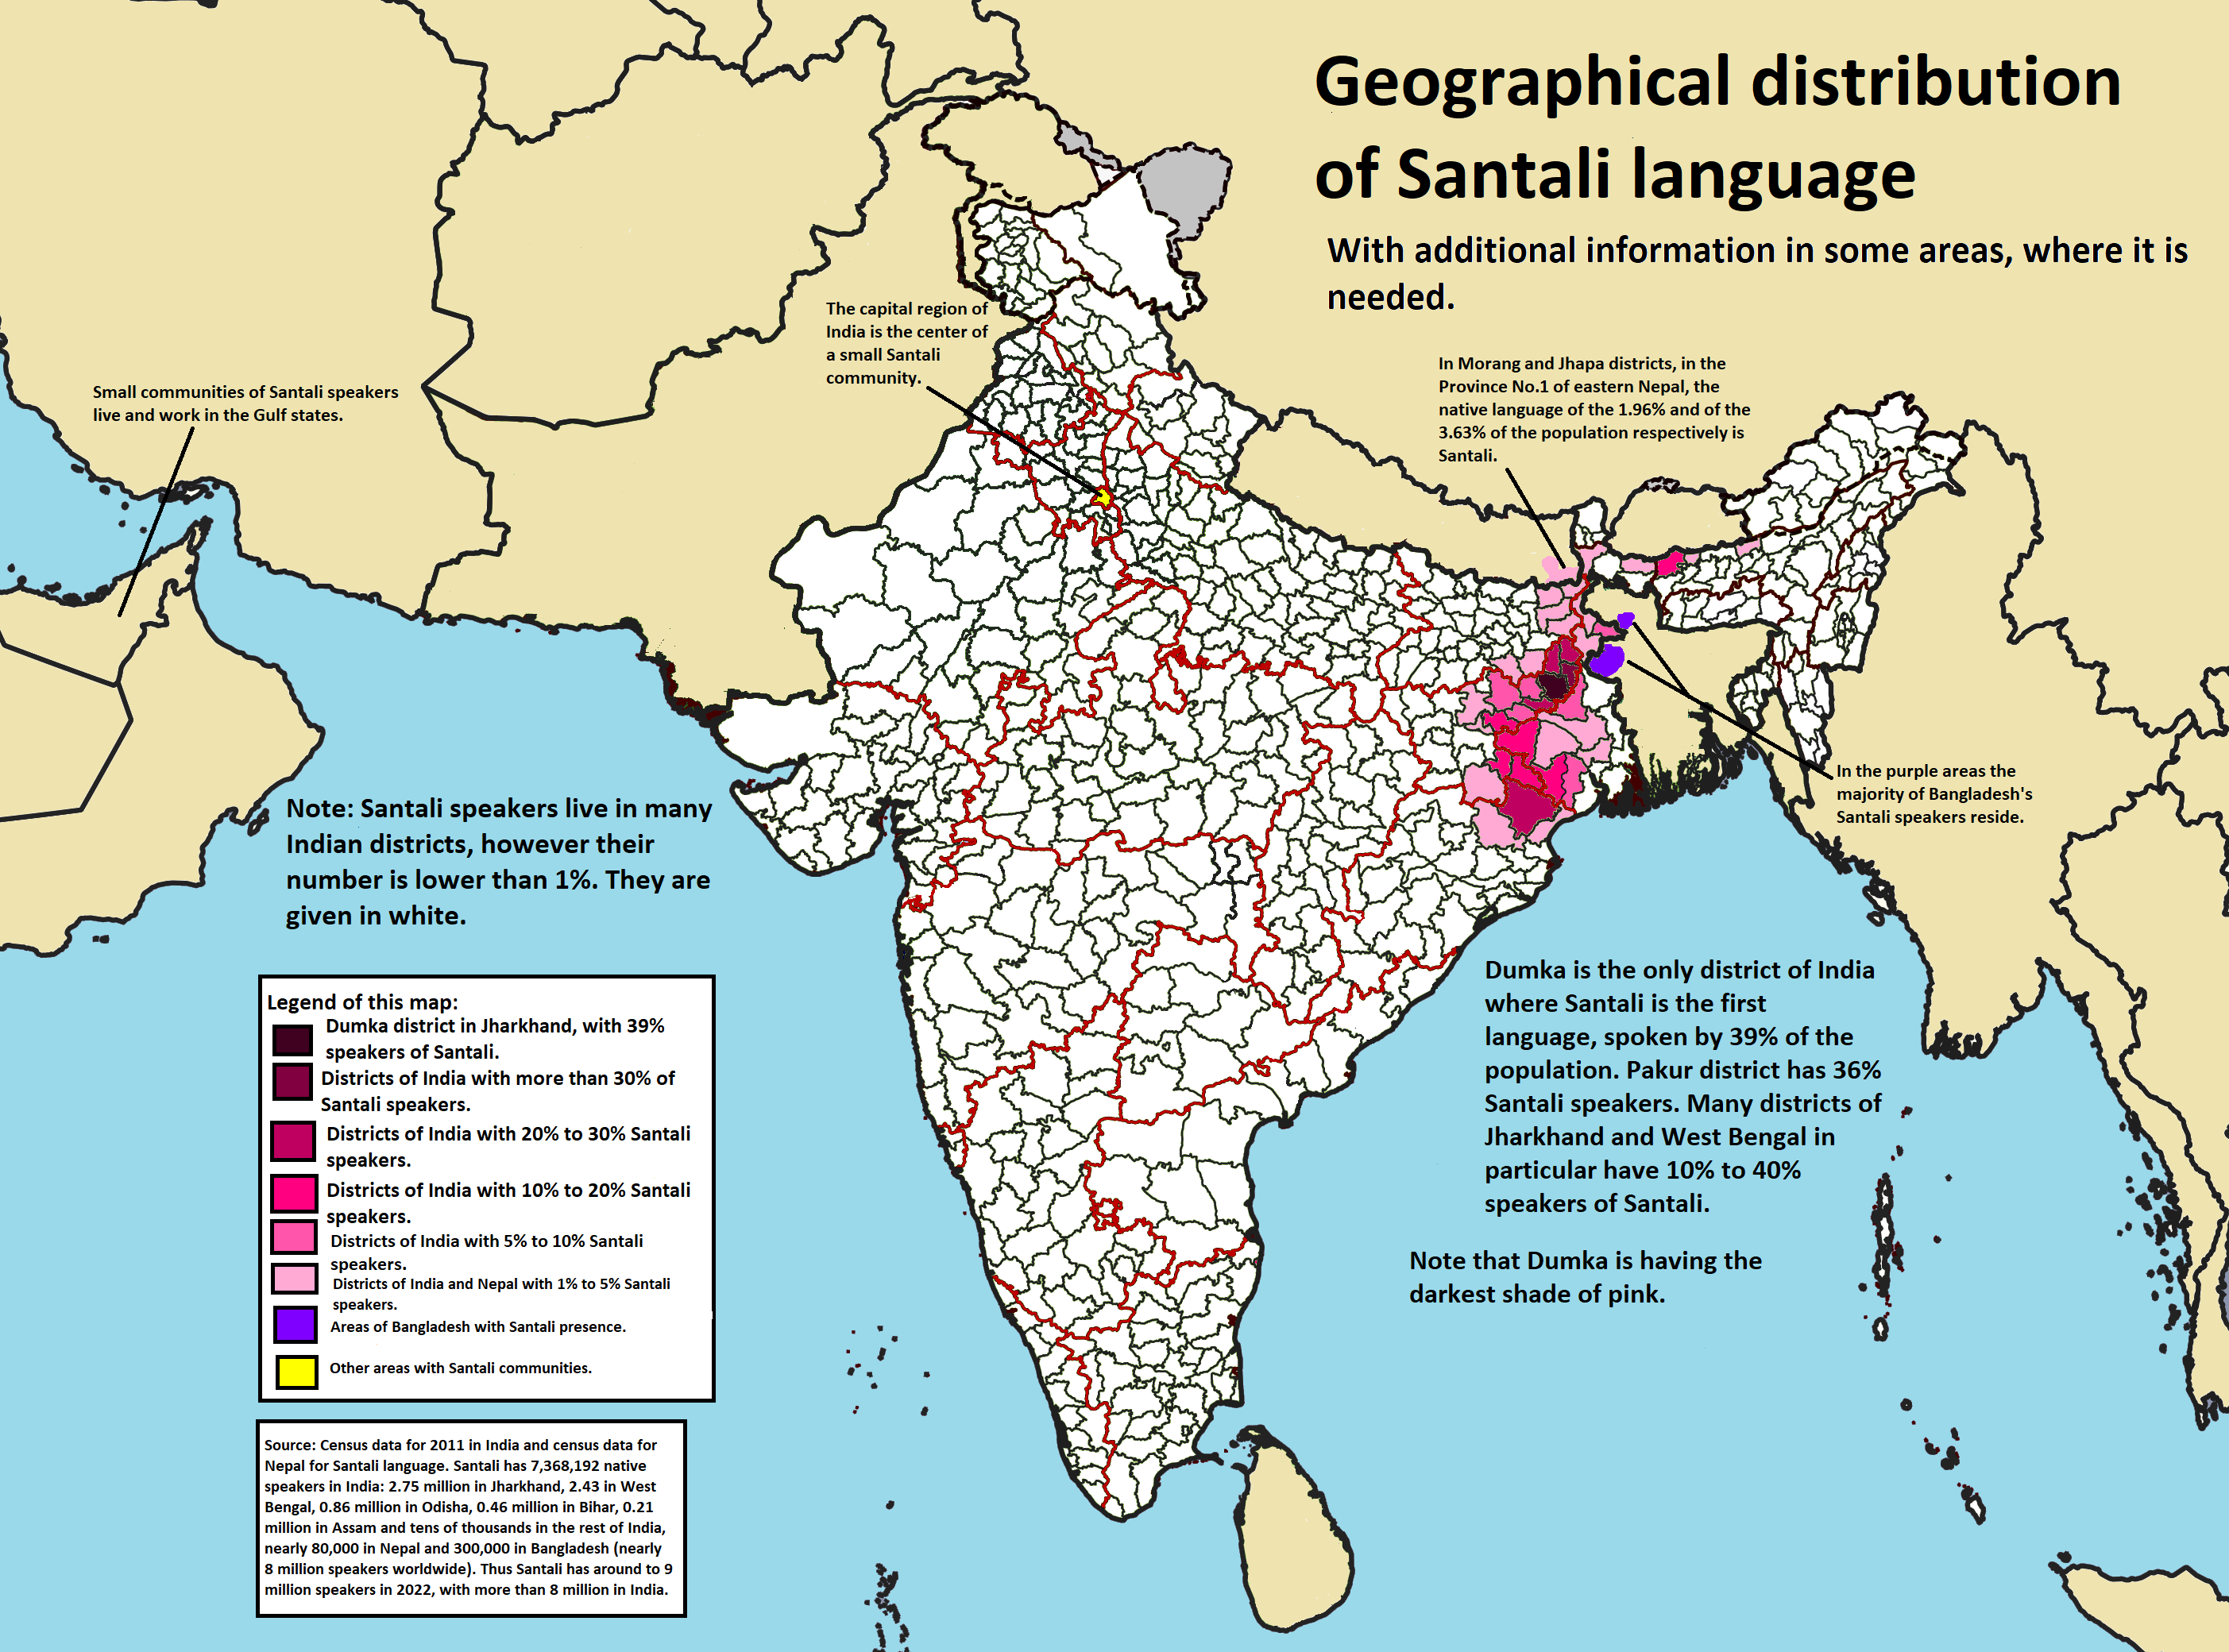 Geographical distribution
of Santali language
With additional information in some areas, where it is
needed.
The capital region of
India is the center of
a small Santali
community.
In Morang and Jhapa districts, in the
Province No.1 of eastern Nepal, the
native language of the 1.96% and of the
3.63% of the population respectively is
Santali.
Small communities of Santali speakers
live and work in the Gulf states.
In the purple areas the
majority of Bangladesh's
Santali speakers reside.
Note: Santali speakers live in many
Indian districts, however their
number is lower than 1%. They are
given in white.
Dumka is the only district of India
where Santali is the first
language, spoken by 39% of the
population. Pakur district has 36%
Santali speakers. Many districts of
Jharkhand and West Bengal in
particular have 10% to 40%
speakers of Santali.
Note that Dumka is having the
darkest shade of pink.
Legend of this map:
Dumka district in Jharkhand, with 39%
speakers of Santali.
Districts of India with more than 30% of
Santali speakers.
Districts of India with 20% to 30% Santali
speakers.
Districts of India with 10% to 20% Santali
speakers.
Districts of India with 5% to 10% Santali
speakers.
Districts of India and Nepal with 1% to 5% Santali
speakers.
Areas of Bangladesh with Santali presence.
Other areas with Santali communities.
Source: Census data for 2011 in India and census data for
Nepal for Santali language. Santali has 7,368,192 native
speakers in India: 2.75 million in Jharkhand, 2.43 in West
Bengal, 0.86 million in Odisha, 0.46 million in Bihar, 0.21
million in Assam and tens of thousands in the rest of India,
nearly 80,000 in Nepal and 300,000 in Bangladesh (nearly
8 million speakers worldwide). Thus Santali has around to 9
million speakers in 2022, with more than 8 million in India.